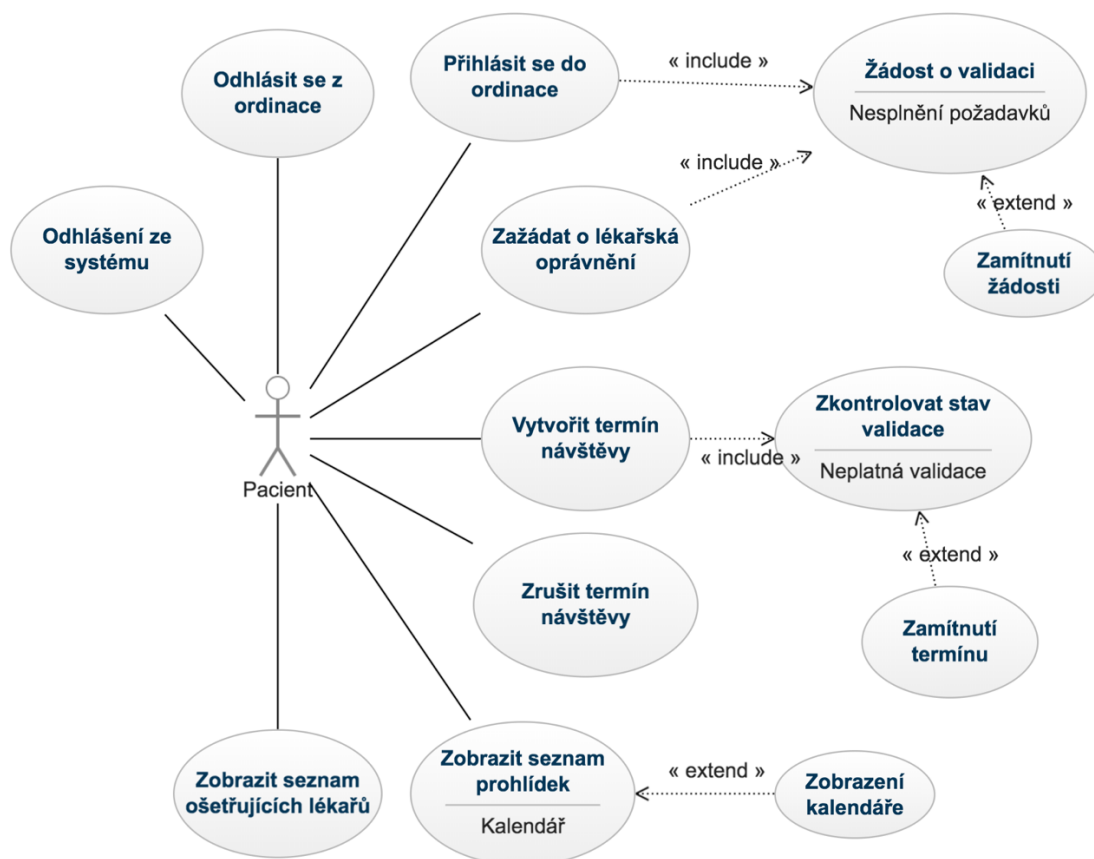 Odhlásit se z
ordinace
Přihlásit se do
ordinace
« include »
Žádost o validaci
Nesplnění požadavků
« include »
« extend »
Odhlášení ze
systému
Zažádat o lékařská
oprávnění
Zamítnutí
žádosti
Pacient
Vytvořit termín
návštěvy
« include »
Zkontrolovat stav
validace
Neplatná validace
« extend »
Zrušit termín
návštěvy
Zamítnutí
termínu
Zobrazit seznam
ošetřujících lékařů
Zobrazit seznam
prohlídek
Kalendář
« extend »
Zobrazení
kalendáře